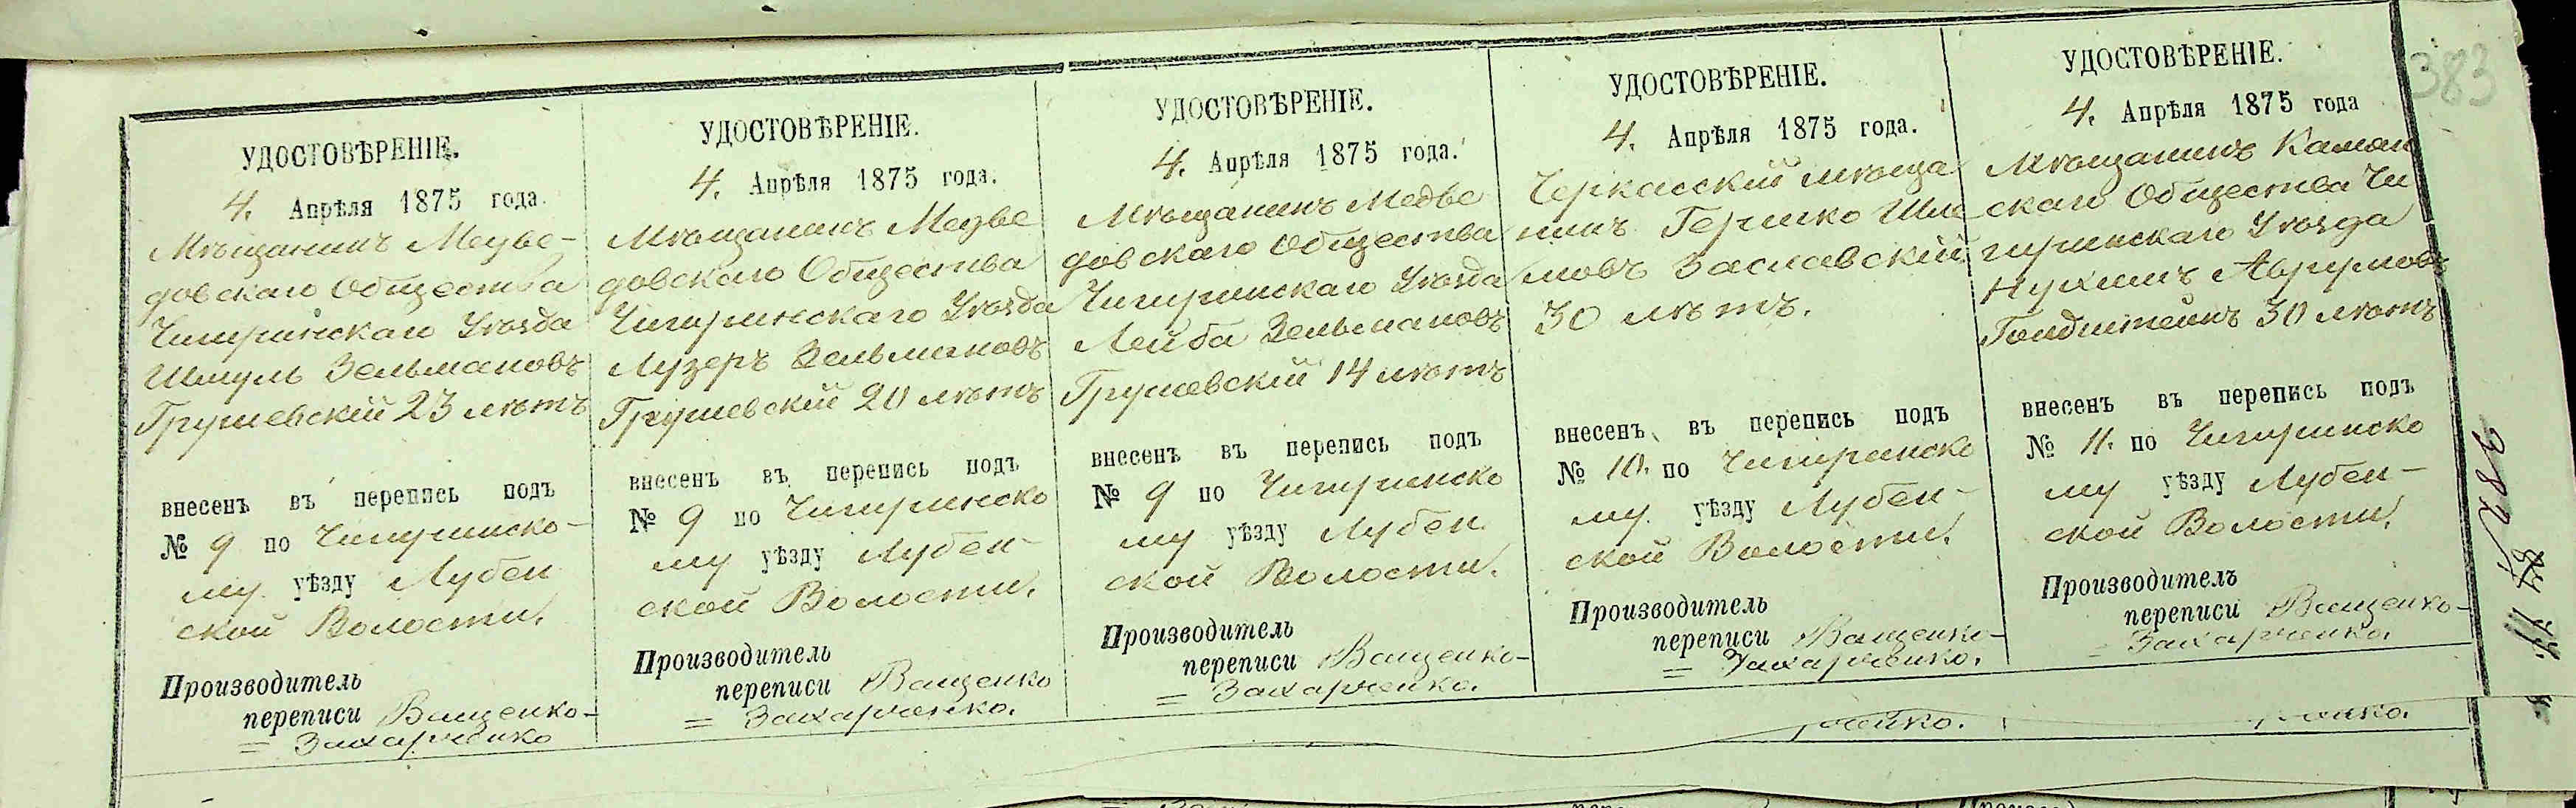 383
УДОСТОВѢРЕНІЕ.
4. Апрѣля 1875 года.
Мѣщанинъ Медве-
довскаго Общества
Чигиринскаго Уѣзда
Шмуль Зельмановъ
Грушевскій 23 лѣтъ
внесенъ въ перепись подъ
№ 9 по Чигиринско-
му уѣзду Лубен
ской Волости.
Производитель
переписи Ващенко-
= Захарченко
УДОСТОВѢРЕНІЕ.
4. Апрѣля 1875 года.
Мѣщанинъ Медве
довскаго Общества
Чигиринскаго Уѣзда
Лузеръ Зельмановъ
Грушевскій 20 лѣтъ
внесенъ въ перепись подъ
№ 9 по Чигиринско
му уѣзду Лубен-
ской Волости.
Производитель
переписи Ващенко
= Захарченко.
УДОСТОВѢРЕНІЕ.
4. Апрѣля 1875 года.
Мѣщанинъ Медве
довскаго Общества
Чигиринскаго Уѣзда
Лейба Зельмановъ
Грушевскій 14 лѣтъ
внесенъ въ перепись подъ
№ 9 по Чигиринско
му уѣзду Лубен
ской Волости.
Производитель
переписи Ващенко-
= Захарченко.
УДОСТОВѢРЕНІЕ.
4. Апрѣля 1875 года.
Черкасскій мѣща
нинъ Гершко Шле
мовъ Заславскій
30 лѣтъ.
внесенъ въ перепись подъ
№ 10. по Чигиринско
му уѣзду Лубен-
ской Волости.
Производитель
переписи Ващенко-
= Захарченко.
УДОСТОВѢРЕНІЕ.
4. Апрѣля 1875 года
Мѣщанинъ Камян
скаго Общества Чи
гиринскаго Уѣзда
Нухимъ Аврумовъ
Гольдштейнъ 30 лѣтъ
внесенъ въ перепись подъ
№ 11. по Чигиринско
му уѣзду Лубен-
ской Волости.
Производитель
переписи Ващенко-
= Захарченко.
382